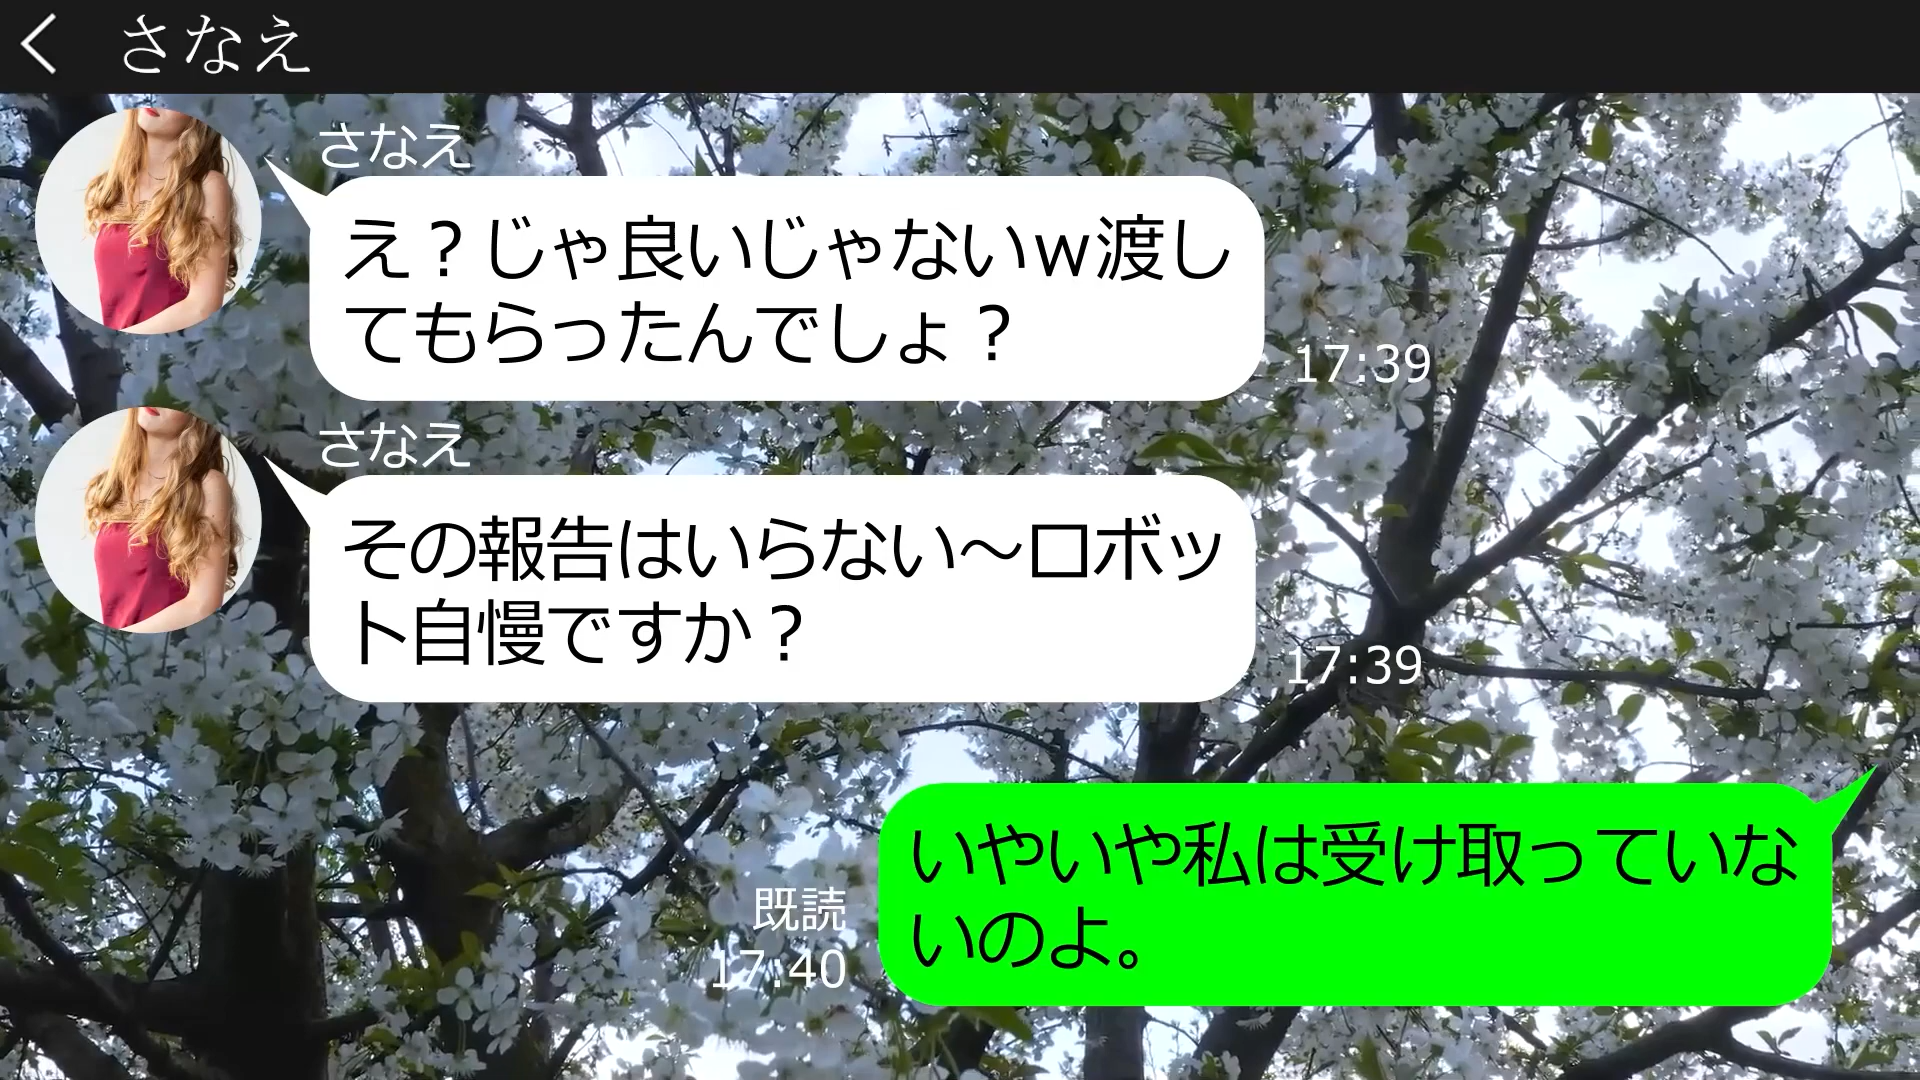 さなえ
さなえ
え？じゃ良いじゃないｗ渡し
てもらったんでしょ？
17:39
さなえ
その報告はいらない～ロボッ
ト自慢ですか？
17:39
いやいや私は受け取っていな
いのよ。
既読
17:40